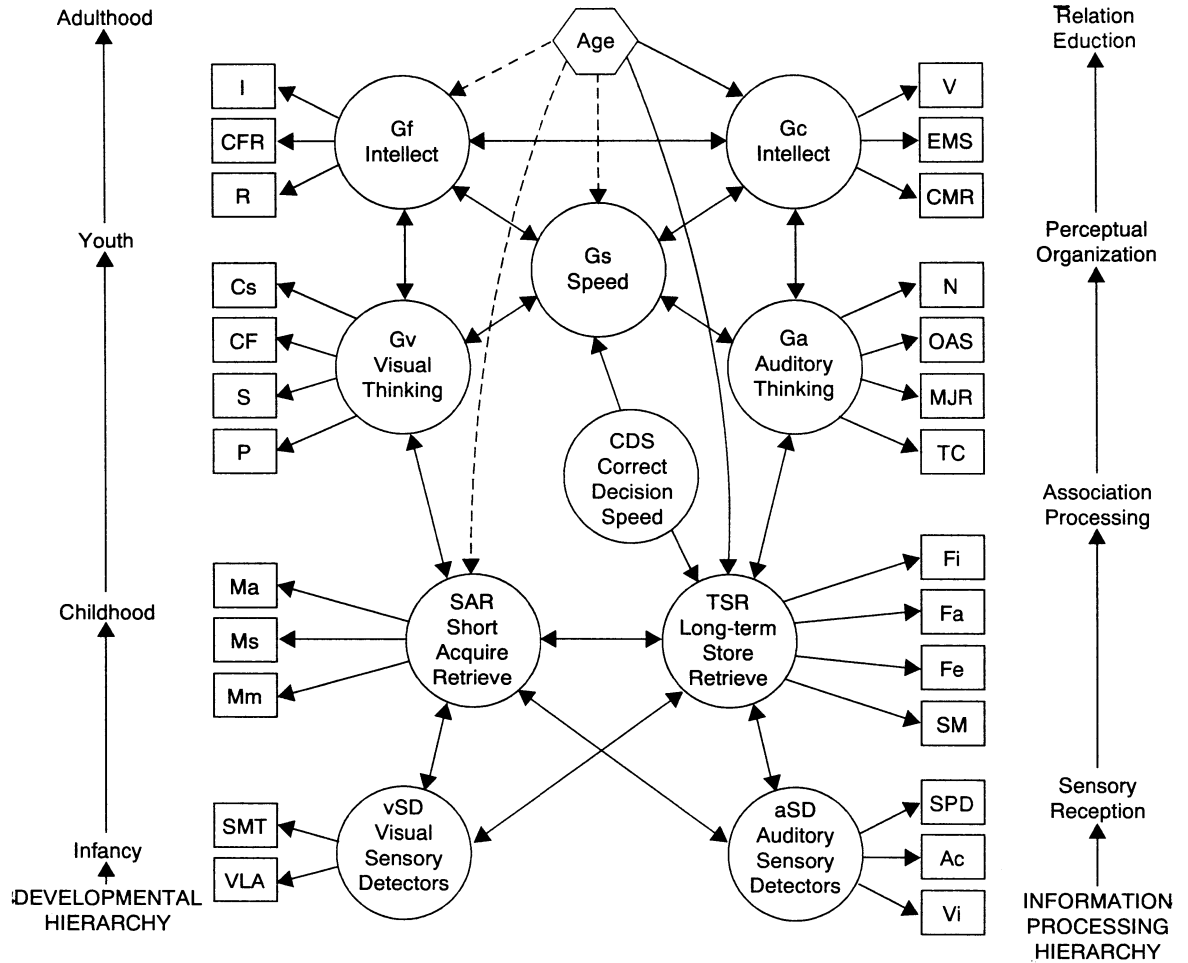 Adulthood
Age
Relation
Eduction
I
CFR
R
Gf
Intellect
Gc
Intellect
V
EMS
CMR
Youth
Gs
Speed
Perceptual
Organization
Cs
CF
S
P
Gv
Visual
Thinking
Ga
Auditory
Thinking
N
OAS
MJR
TC
CDS
Correct
Decision
Speed
Association
Processing
Ma
Ms
Mm
Childhood
SAR
Short
Acquire
Retrieve
TSR
Long-term
Store
Retrieve
Fi
Fa
Fe
SM
Sensory
Reception
SMT
VLA
vSD
Visual
Sensory
Detectors
aSD
Auditory
Sensory
Detectors
SPD
Ac
Vi
Infancy
DEVELOPMENTAL
HIERARCHY
INFORMATION
PROCESSING
HIERARCHY